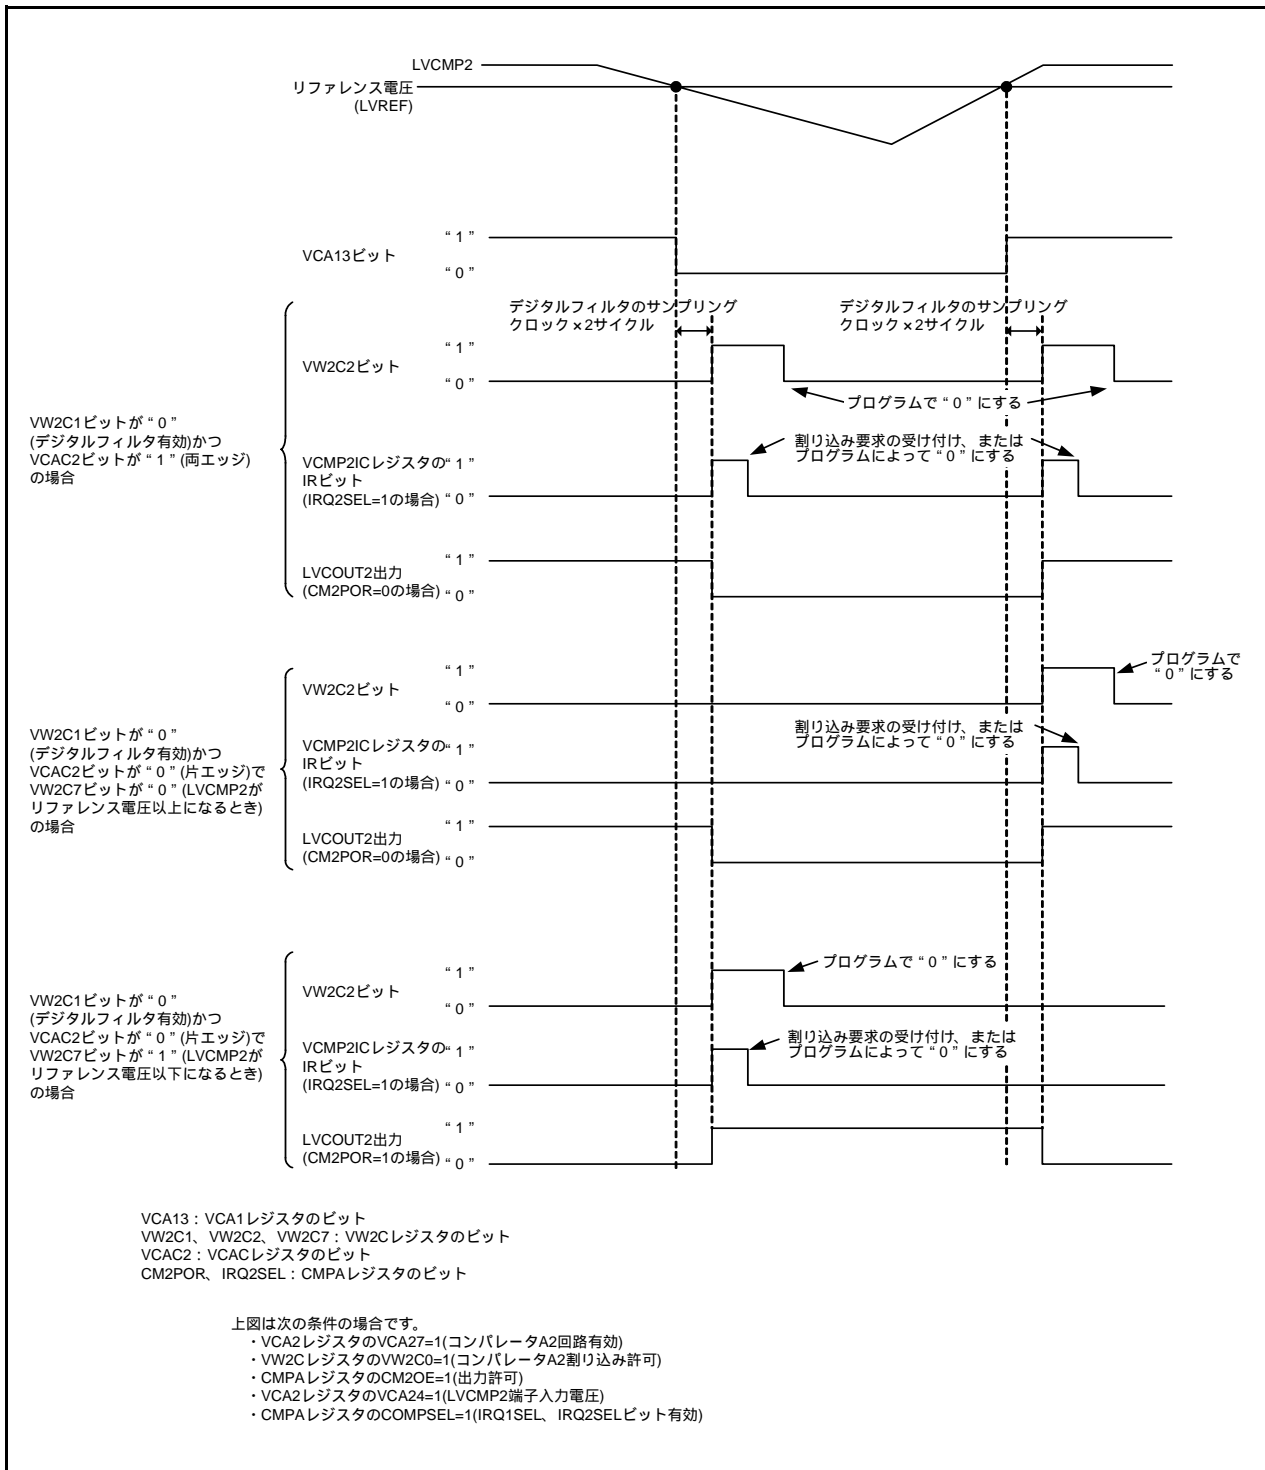 LVCMP2
リファレンス電圧
(LVREF)
“ 1 ”
VCA13ビット
“ 0 ”
デジタルフィルタのサンプリング
クロック×2サイクル
デジタルフィルタのサンプリング
クロック×2サイクル
VW2C1ビットが“ 0 ”
(デジタルフィルタ有効)かつ
VCAC2ビットが“ 1 ”(両エッジ)
の場合
“ 1 ”
VW2C2ビット
“ 0 ”
プログラムで“ 0 ”にする
割り込み要求の受け付け、または
プログラムによって“ 0 ”にする
VCMP2ICレジスタの“ 1 ”
IRビット
(IRQ2SEL=1の場合)“ 0 ”
“ 1 ”
LVCOUT2出力
(CM2POR=0の場合)“ 0 ”
VW2C1ビットが“ 0 ”
(デジタルフィルタ有効)かつ
VCAC2ビットが“ 0 ”(片エッジ)で
VW2C7ビットが“ 0 ”(LVCMP2が
リファレンス電圧以上になるとき)
の場合
“ 1 ”
VW2C2ビット
“ 0 ”
プログラムで
“ 0 ”にする
割り込み要求の受け付け、または
プログラムによって“ 0 ”にする
VCMP2ICレジスタの“ 1 ”
IRビット
(IRQ2SEL=1の場合)“ 0 ”
“ 1 ”
LVCOUT2出力
(CM2POR=0の場合)“ 0 ”
VW2C1ビットが“ 0 ”
(デジタルフィルタ有効)かつ
VCAC2ビットが“ 0 ”(片エッジ)で
VW2C7ビットが“ 1 ”(LVCMP2が
リファレンス電圧以下になるとき)
の場合
“ 1 ”
VW2C2ビット
“ 0 ”
プログラムで“ 0 ”にする
割り込み要求の受け付け、または
プログラムによって“ 0 ”にする
VCMP2ICレジスタの“ 1 ”
IRビット
(IRQ2SEL=1の場合)“ 0 ”
“ 1 ”
LVCOUT2出力
(CM2POR=1の場合)“ 0 ”
VCA13：VCA1レジスタのビット
VW2C1、VW2C2、VW2C7：VW2Cレジスタのビット
VCAC2：VCACレジスタのビット
CM2POR、IRQ2SEL：CMPAレジスタのビット
上図は次の条件の場合です。
・VCA2レジスタのVCA27=1(コンパレータA2回路有効)
・VW2CレジスタのVW2C0=1(コンパレータA2割り込み許可)
・CMPAレジスタのCM2OE=1(出力許可)
・VCA2レジスタのVCA24=1(LVCMP2端子入力電圧)
・CMPAレジスタのCOMPSEL=1(IRQ1SEL、IRQ2SELビット有効)